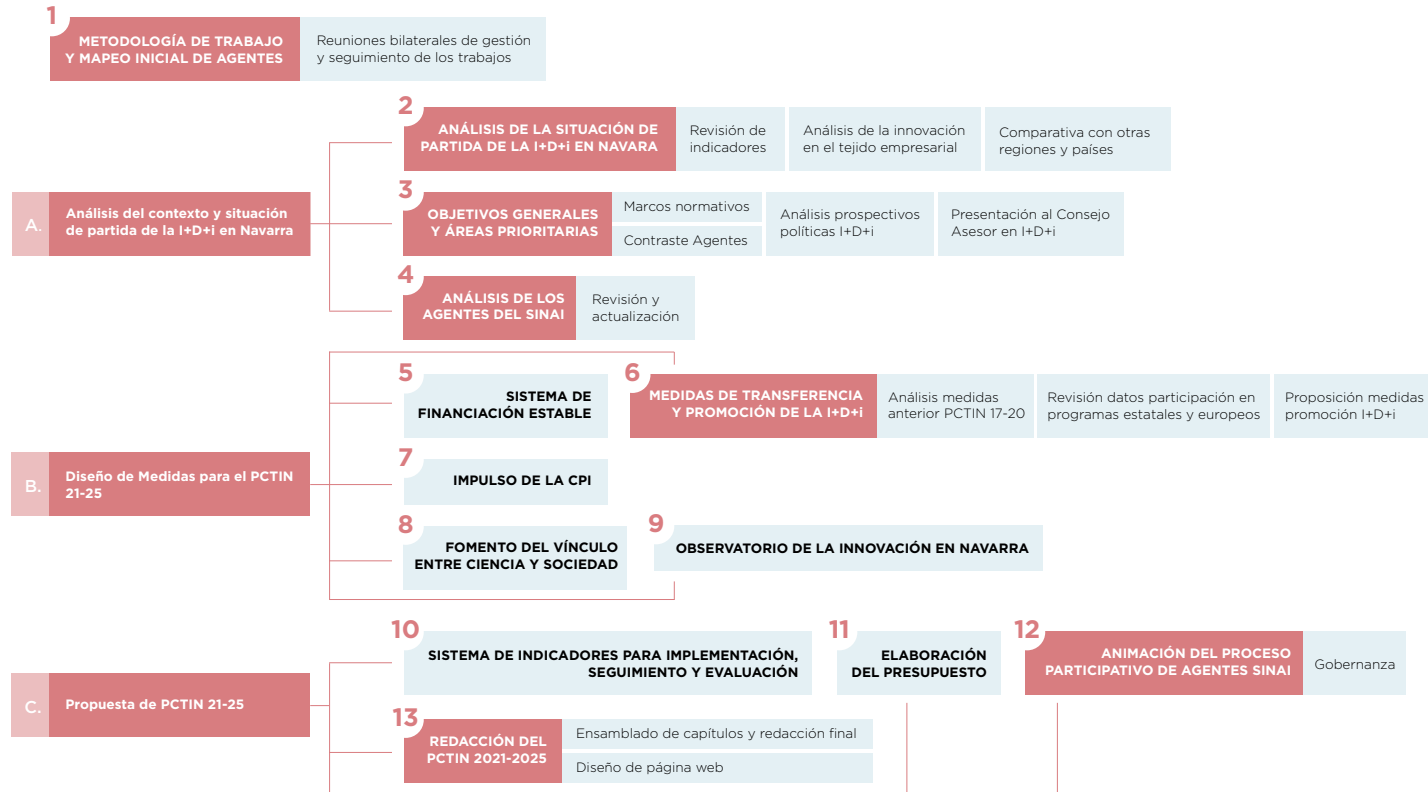 1
METODOLOGÍA DE TRABAJO
Y MAPEO INICIAL DE AGENTES
Reuniones bilaterales de gestión
y seguimiento de los trabajos
A.
Análisis del contexto y situación
de partida de la I+D+i en Navarra
2
ANÁLISIS DE LA SITUACIÓN DE
PARTIDA DE LA I+D+i EN NAVARA
Revisión de
indicadores
Análisis de la innovación
en el tejido empresarial
Comparativa con otras
regiones y países
3
OBJETIVOS GENERALES
Y ÁREAS PRIORITARIAS
Marcos normativos
Contraste Agentes
Análisis prospectivos
políticas I+D+i
Presentación al Consejo
Asesor en I+D+i
4
ANÁLISIS DE LOS
AGENTES DEL SINAI
Revisión y
actualización
B.
Diseño de Medidas para el PCTIN
21-25
5
SISTEMA DE
FINANCIACIÓN ESTABLE
6
MEDIDAS DE TRANSFERENCIA
Y PROMOCIÓN DE LA I+D+i
Análisis medidas
anterior PCTIN 17-20
Revisión datos participación en
programas estatales y europeos
Proposición medidas
promoción I+D+i
7
IMPULSO DE LA CPI
8
FOMENTO DEL VÍNCULO
ENTRE CIENCIA Y SOCIEDAD
9
OBSERVATORIO DE LA INNOVACIÓN EN NAVARRA
C.
Propuesta de PCTIN 21-25
10
SISTEMA DE INDICADORES PARA IMPLEMENTACIÓN,
SEGUIMIENTO Y EVALUACIÓN
11
ELABORACIÓN
DEL PRESUPUESTO
12
ANIMACIÓN DEL PROCESO
PARTICIPATIVO DE AGENTES SINAI
Gobernanza
13
REDACCIÓN DEL
PCTIN 2021-2025
Ensamblado de capítulos y redacción final
Diseño de página web